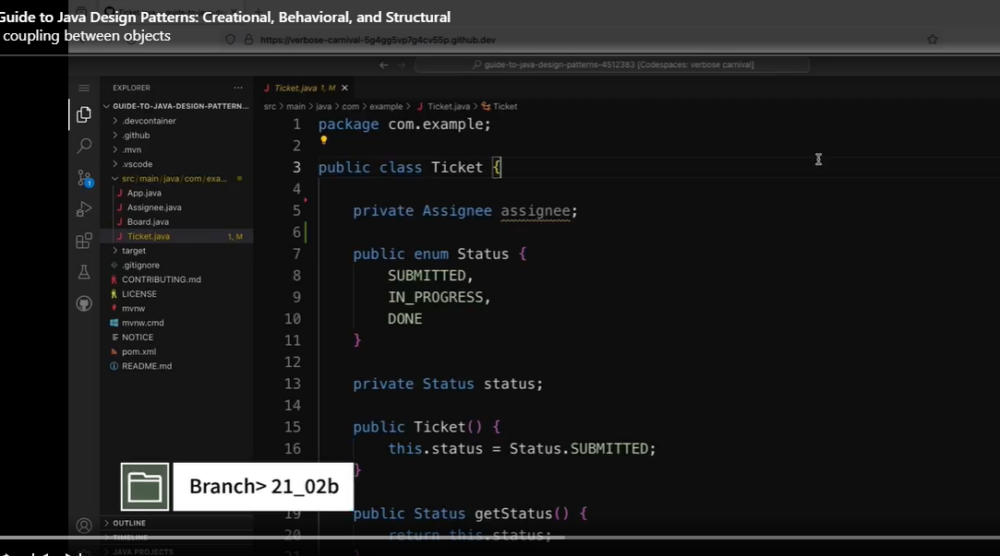 Guide to Java Design Patterns: Creational, Behavioral, and Structural
coupling between objects
https://verbose-carnival-5g4gg5vp7g4cv55p.github.dev
guide-to-java-design-patterns-4512383 [Codespaces: verbose carnival]
EXPLORER
GUIDE-TO-JAVA-DESIGN-PATTERN...
.devcontainer
.github
.mvn
.vscode
src/main/java/com/exa...
App.java
Assignee.java
Board.java
Ticket.java 1, M
target
.gitignore
CONTRIBUTING.md
LICENSE
mvnw
mvnw.cmd
NOTICE
pom.xml
README.md
OUTLINE
TIMELINE
JAVA PROJECTS
1
Ticket.java 1, M
src > main > java > com > example > Ticket.java > Ticket
1 package com.example;
2
3 public class Ticket {
4
5 private Assignee assignee;
6
7 public enum Status {
8 SUBMITTED,
9 IN_PROGRESS,
10 DONE
11 }
12
13 private Status status;
14
15 public Ticket() {
16 this.status = Status.SUBMITTED;
}
19 public Status getStatus() {
20 return this.status;
21 }
Branch> 21_02b